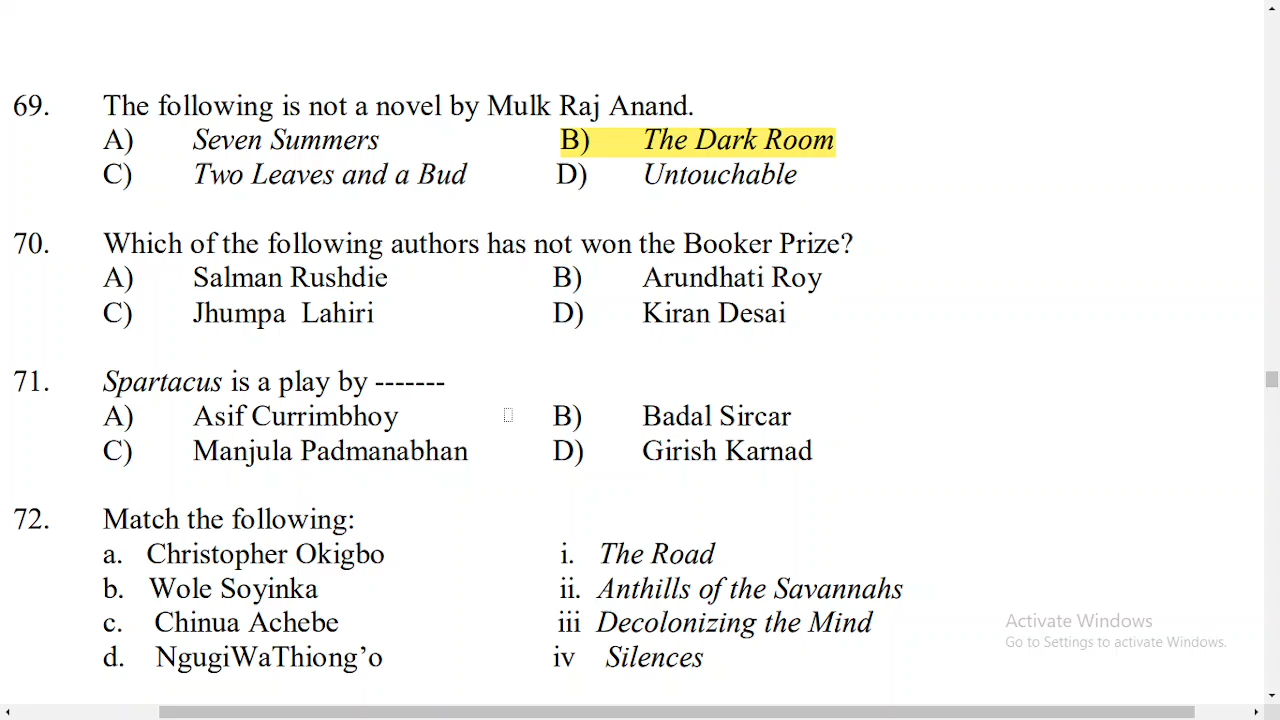 69. The following is not a novel by Mulk Raj Anand.
A) Seven Summers B) The Dark Room
C) Two Leaves and a Bud D) Untouchable
70. Which of the following authors has not won the Booker Prize?
A) Salman Rushdie B) Arundhati Roy
C) Jhumpa Lahiri D) Kiran Desai
71. Spartacus is a play by -------
A) Asif Currimbhoy B) Badal Sircar
C) Manjula Padmanabhan D) Girish Karnad
72. Match the following:
a. Christopher Okigbo i. The Road
b. Wole Soyinka ii. Anthills of the Savannahs
c. Chinua Achebe iii Decolonizing the Mind
d. NgugiWaThiong’o iv Silences
Activate Windows
Go to Settings to activate Windows.